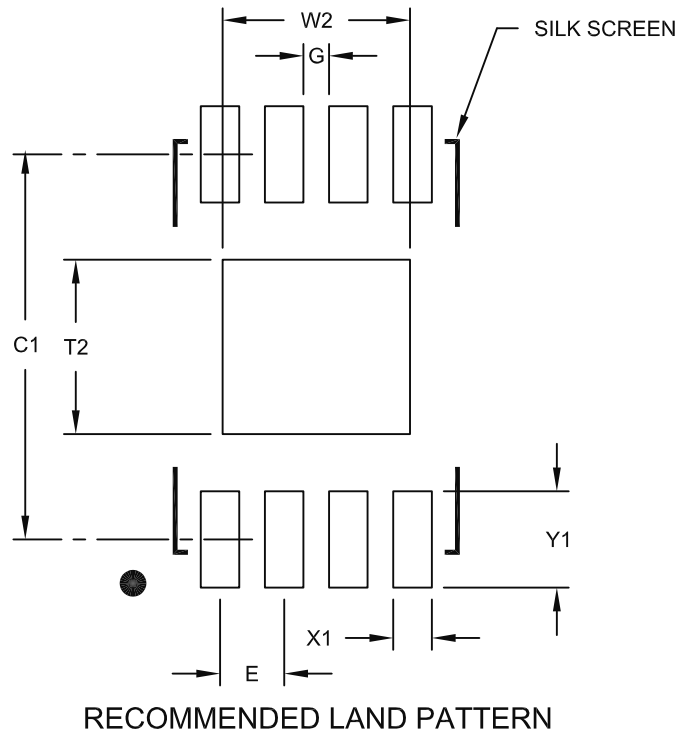 W2
SILK SCREEN
G
C1
T2
Y1
X1
E
RECOMMENDED LAND PATTERN